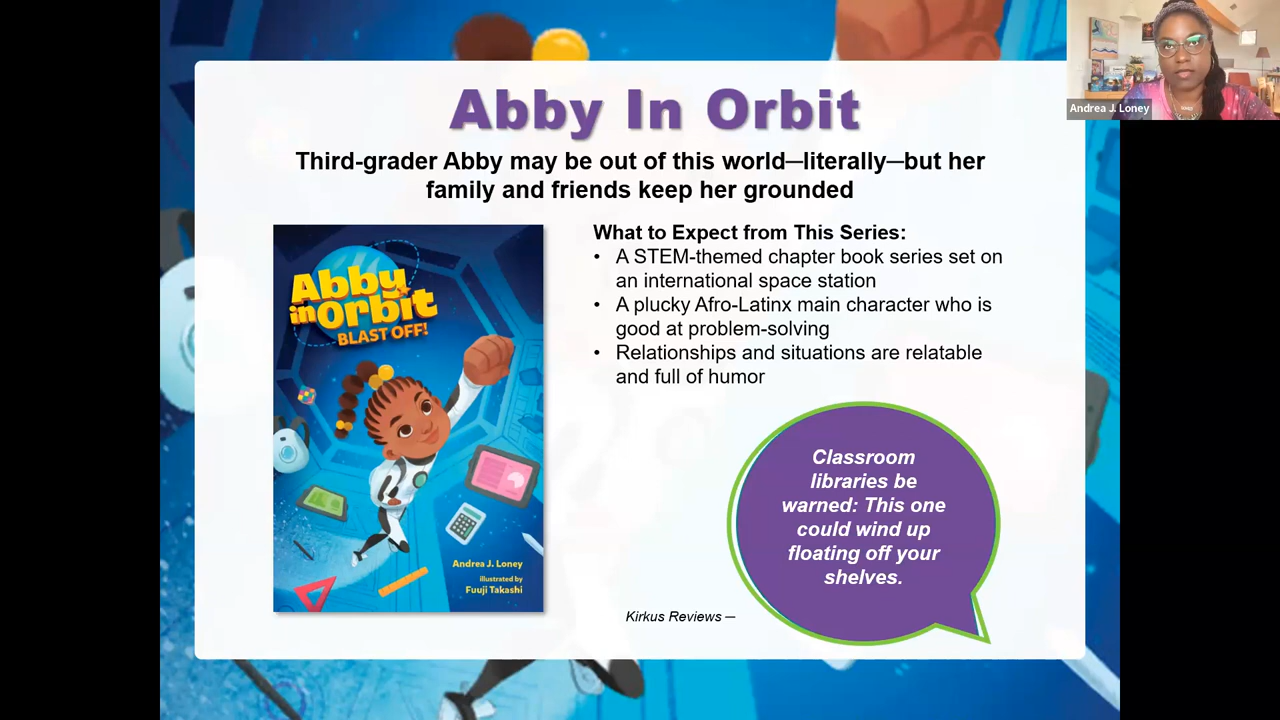 Abby In Orbit
Andrea J. Loney
Third-grader Abby may be out of this world—literally—but her
family and friends keep her grounded
Abby
in Orbit
BLAST OFF!
Andrea J. Loney
illustrated by
Fuuji Takashi
What to Expect from This Series:
• A STEM-themed chapter book series set on
an international space station
• A plucky Afro-Latinx main character who is
good at problem-solving
• Relationships and situations are relatable
and full of humor
Classroom
libraries be
warned: This one
could wind up
floating off your
shelves.
Kirkus Reviews —